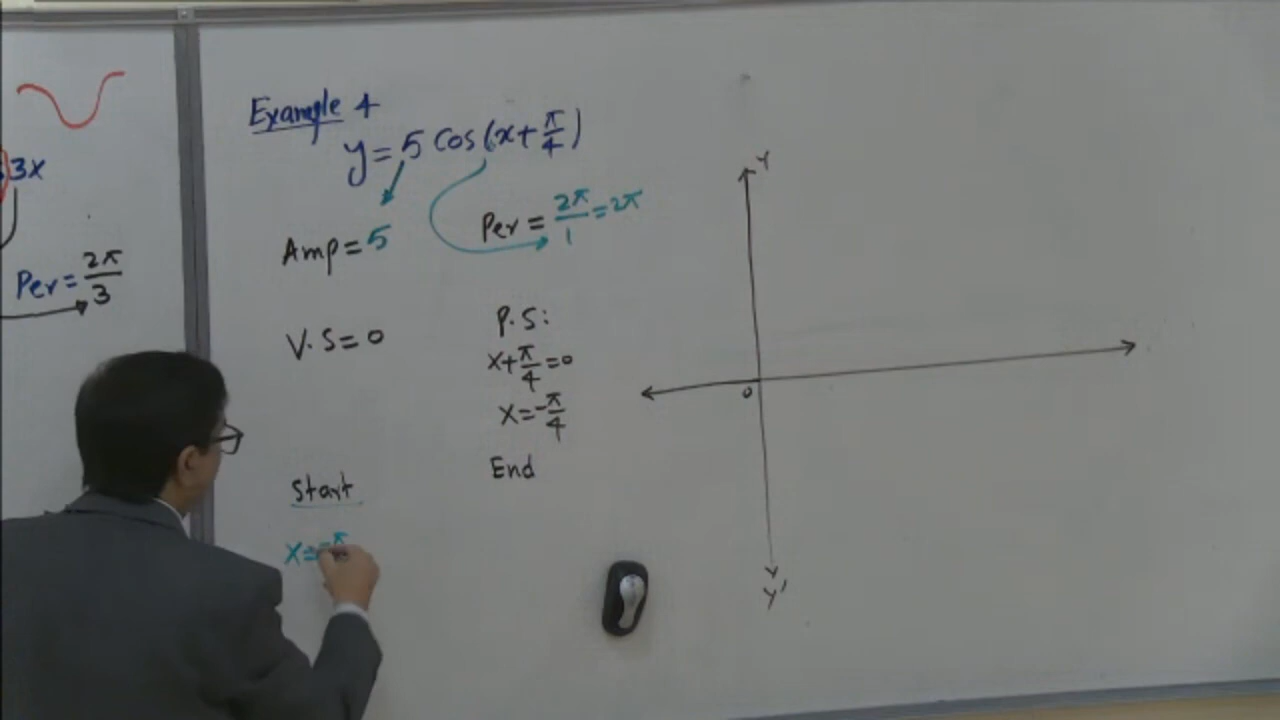 3x
Per = 2π/3
Example 4
y = 5 cos(x + π/4)
Amp = 5
Per = 2π/1 = 2π
V.S = 0
P.S:
x + π/4 = 0
x = -π/4
Start
End
x = -π
Y
0
Y'